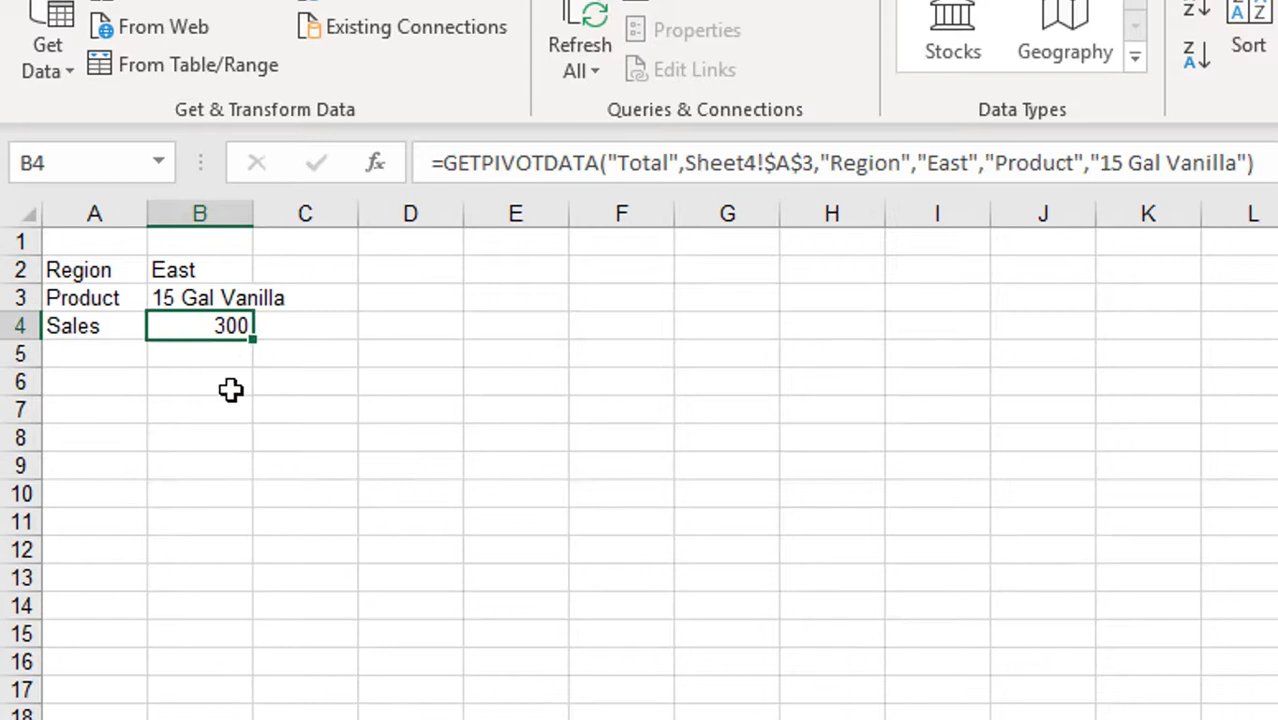 From Web
Existing Connections
Get
Data
From Table/Range
Get & Transform Data
Refresh
All
Properties
Edit Links
Queries & Connections
Stocks
Geography
Data Types
Z
Z
A
Z A
A Z
Sort
B4
fx
=GETPIVOTDATA("Total",Sheet4!$A$3,"Region","East","Product","15 Gal Vanilla")
A B C D E F G H I J K L
1
2 Region East
3 Product 15 Gal Vanilla
4 Sales 300
5
6
7
8
9
10
11
12
13
14
15
16
17
18